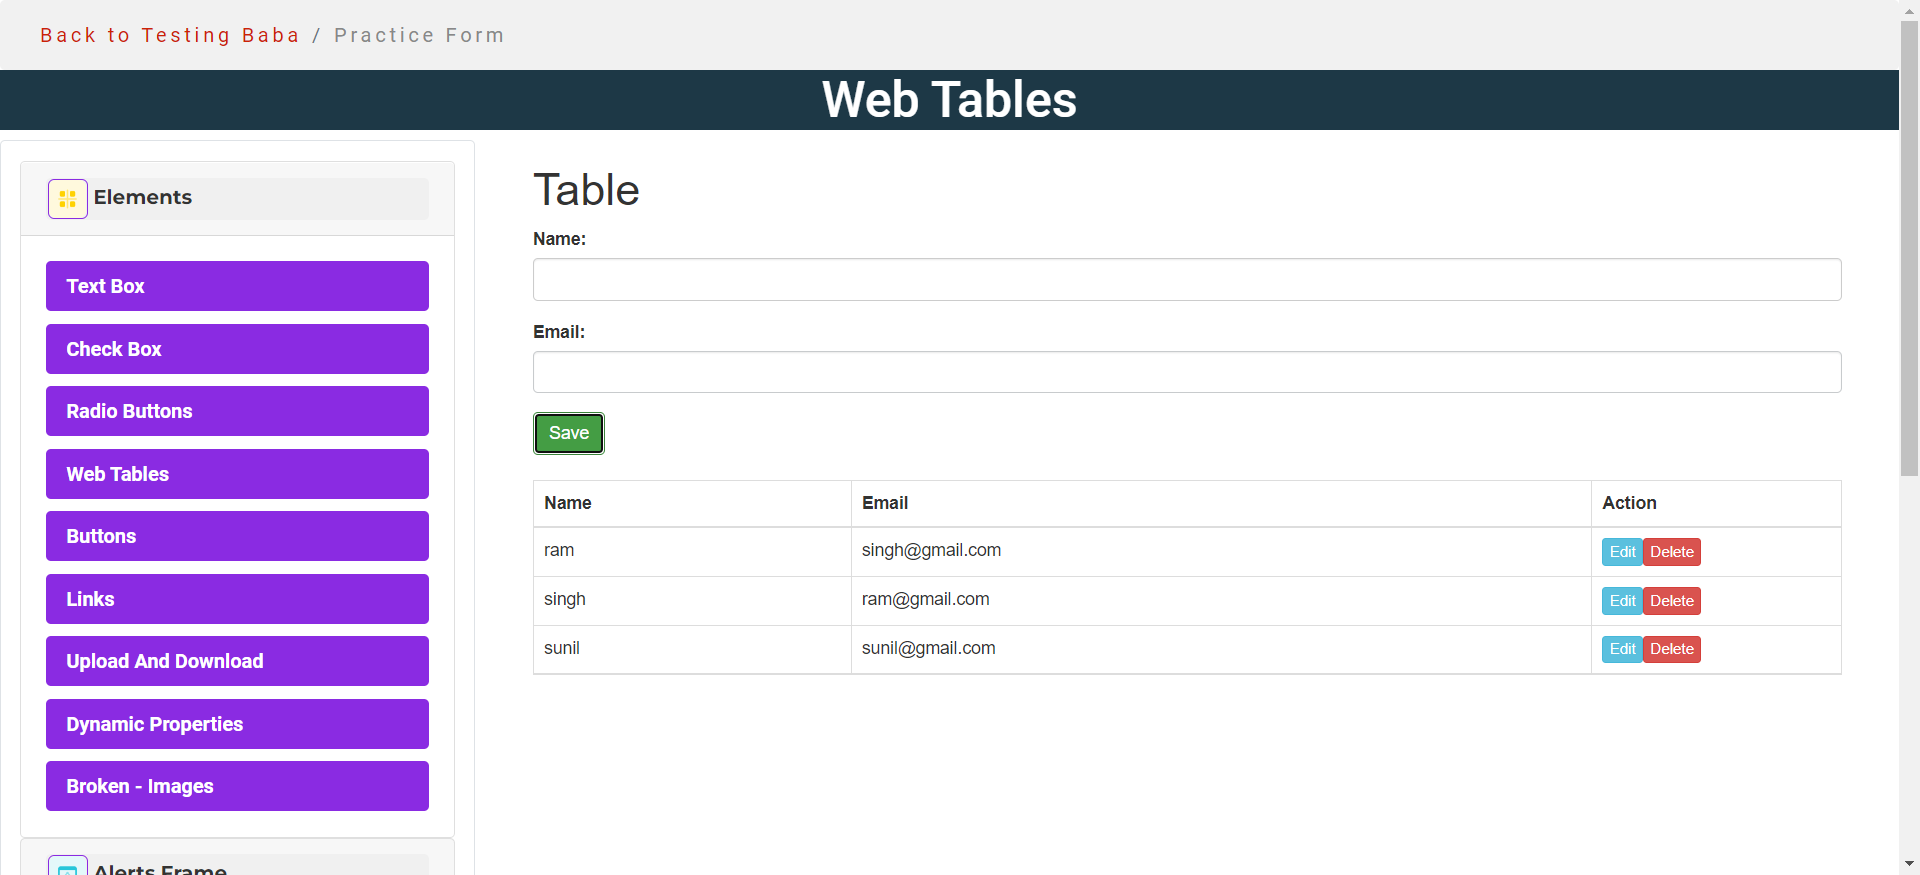 Back to Testing Baba / Practice Form
Web Tables
Elements
Text Box
Check Box
Radio Buttons
Web Tables
Buttons
Links
Upload And Download
Dynamic Properties
Broken - Images
Alerts Frame
Table
Name:
Email:
Save
Name Email Action
ram singh@gmail.com Edit Delete
singh ram@gmail.com Edit Delete
sunil sunil@gmail.com Edit Delete